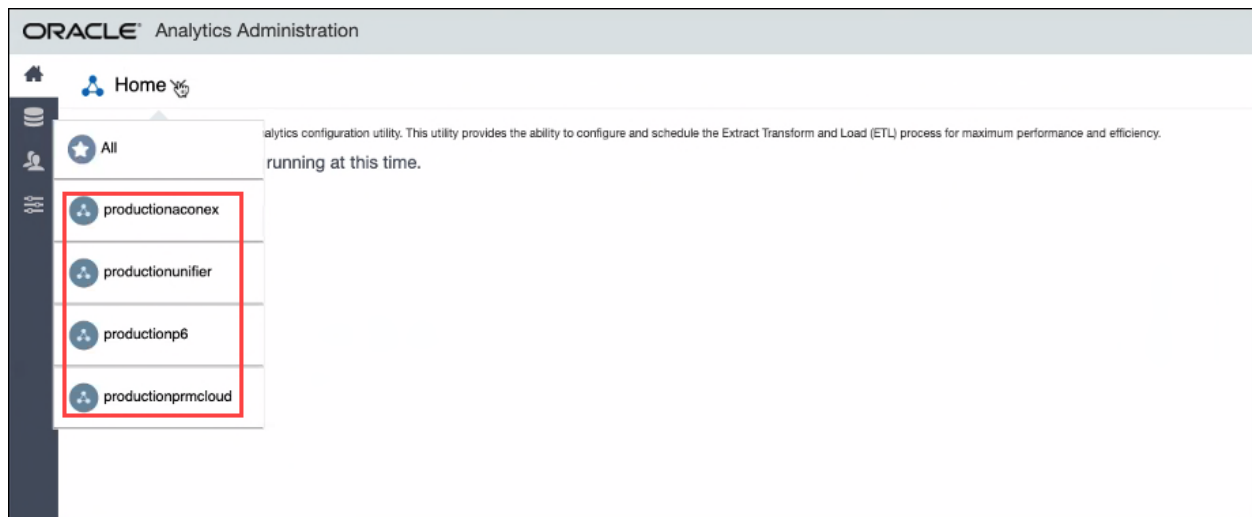 ORACLE® Analytics Administration
Home
alytics configuration utility. This utility provides the ability to configure and schedule the Extract Transform and Load (ETL) process for maximum performance and efficiency.
All
running at this time.
productionaconex
productionunifier
productionp6
productionprmcloud